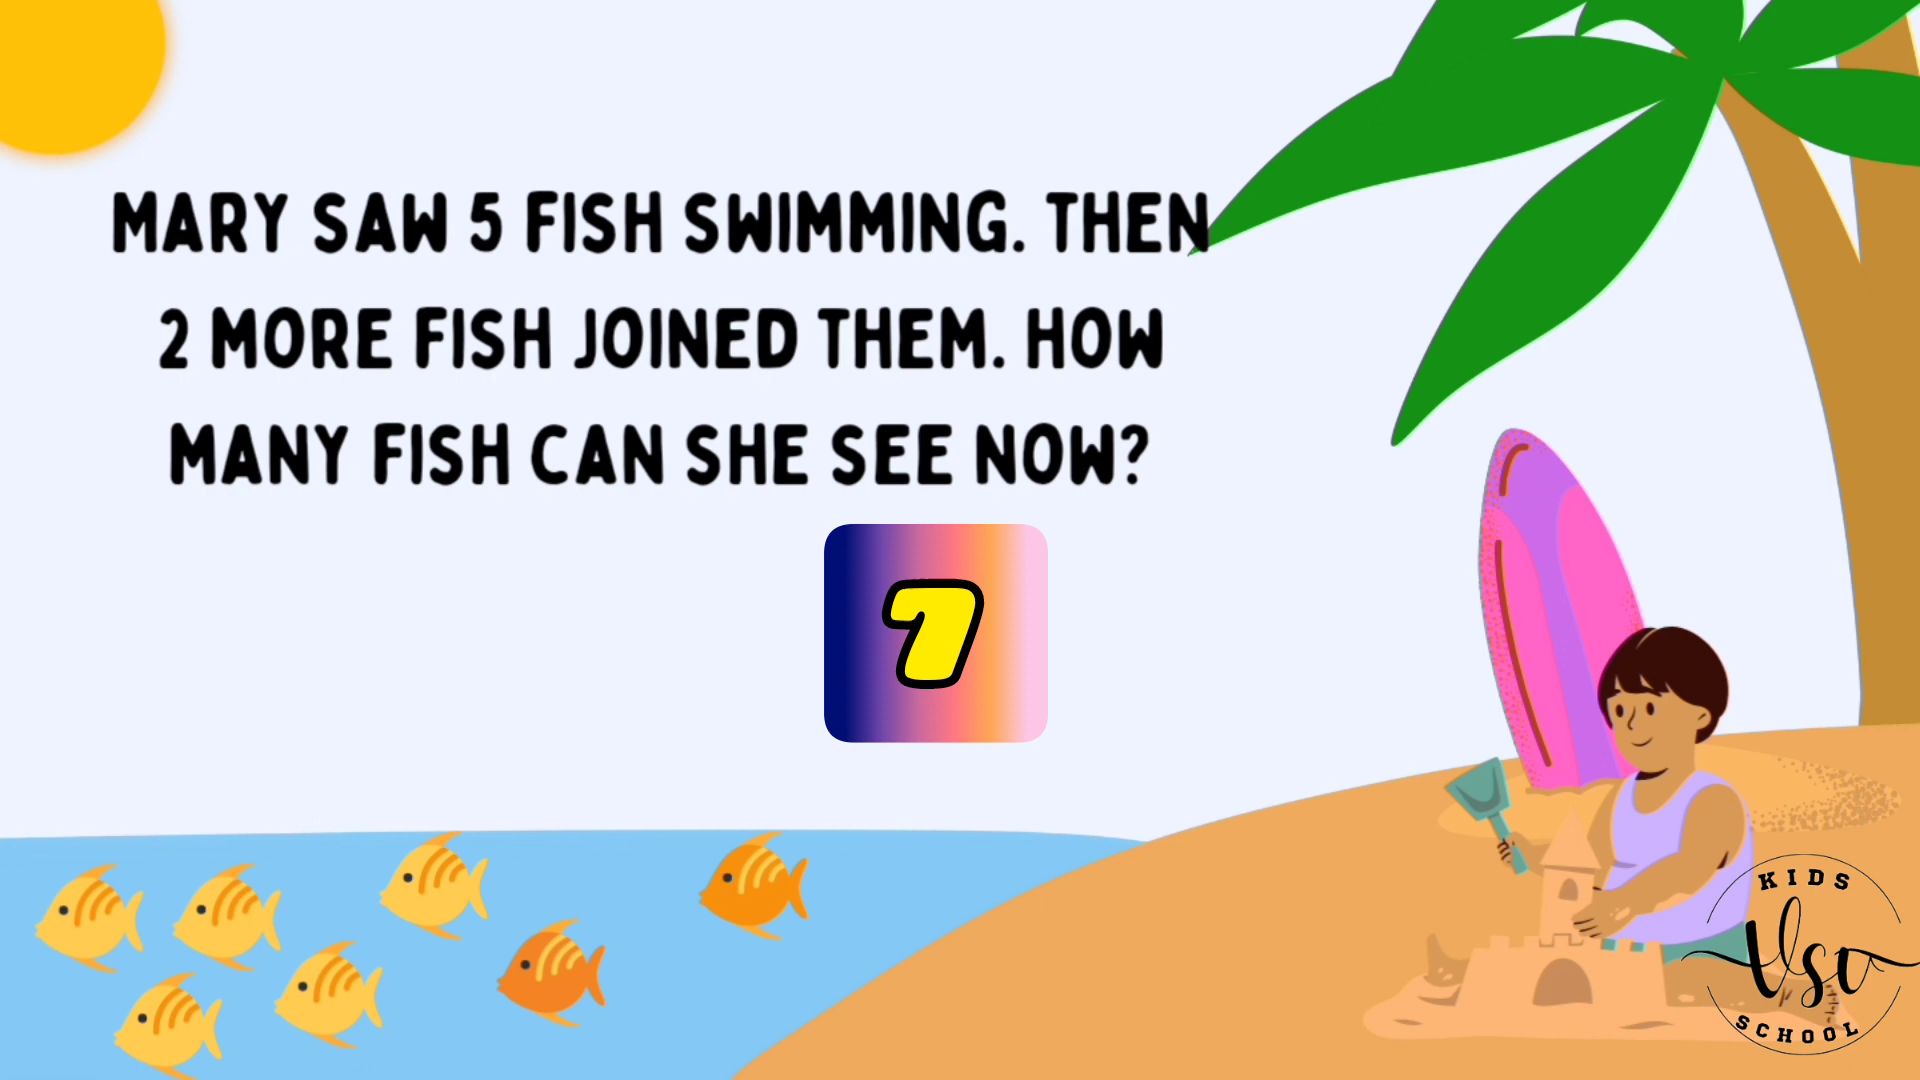 MARY SAW 5 FISH SWIMMING. THEN
2 MORE FISH JOINED THEM. HOW
MANY FISH CAN SHE SEE NOW?
7
KIDS
SCHOOL